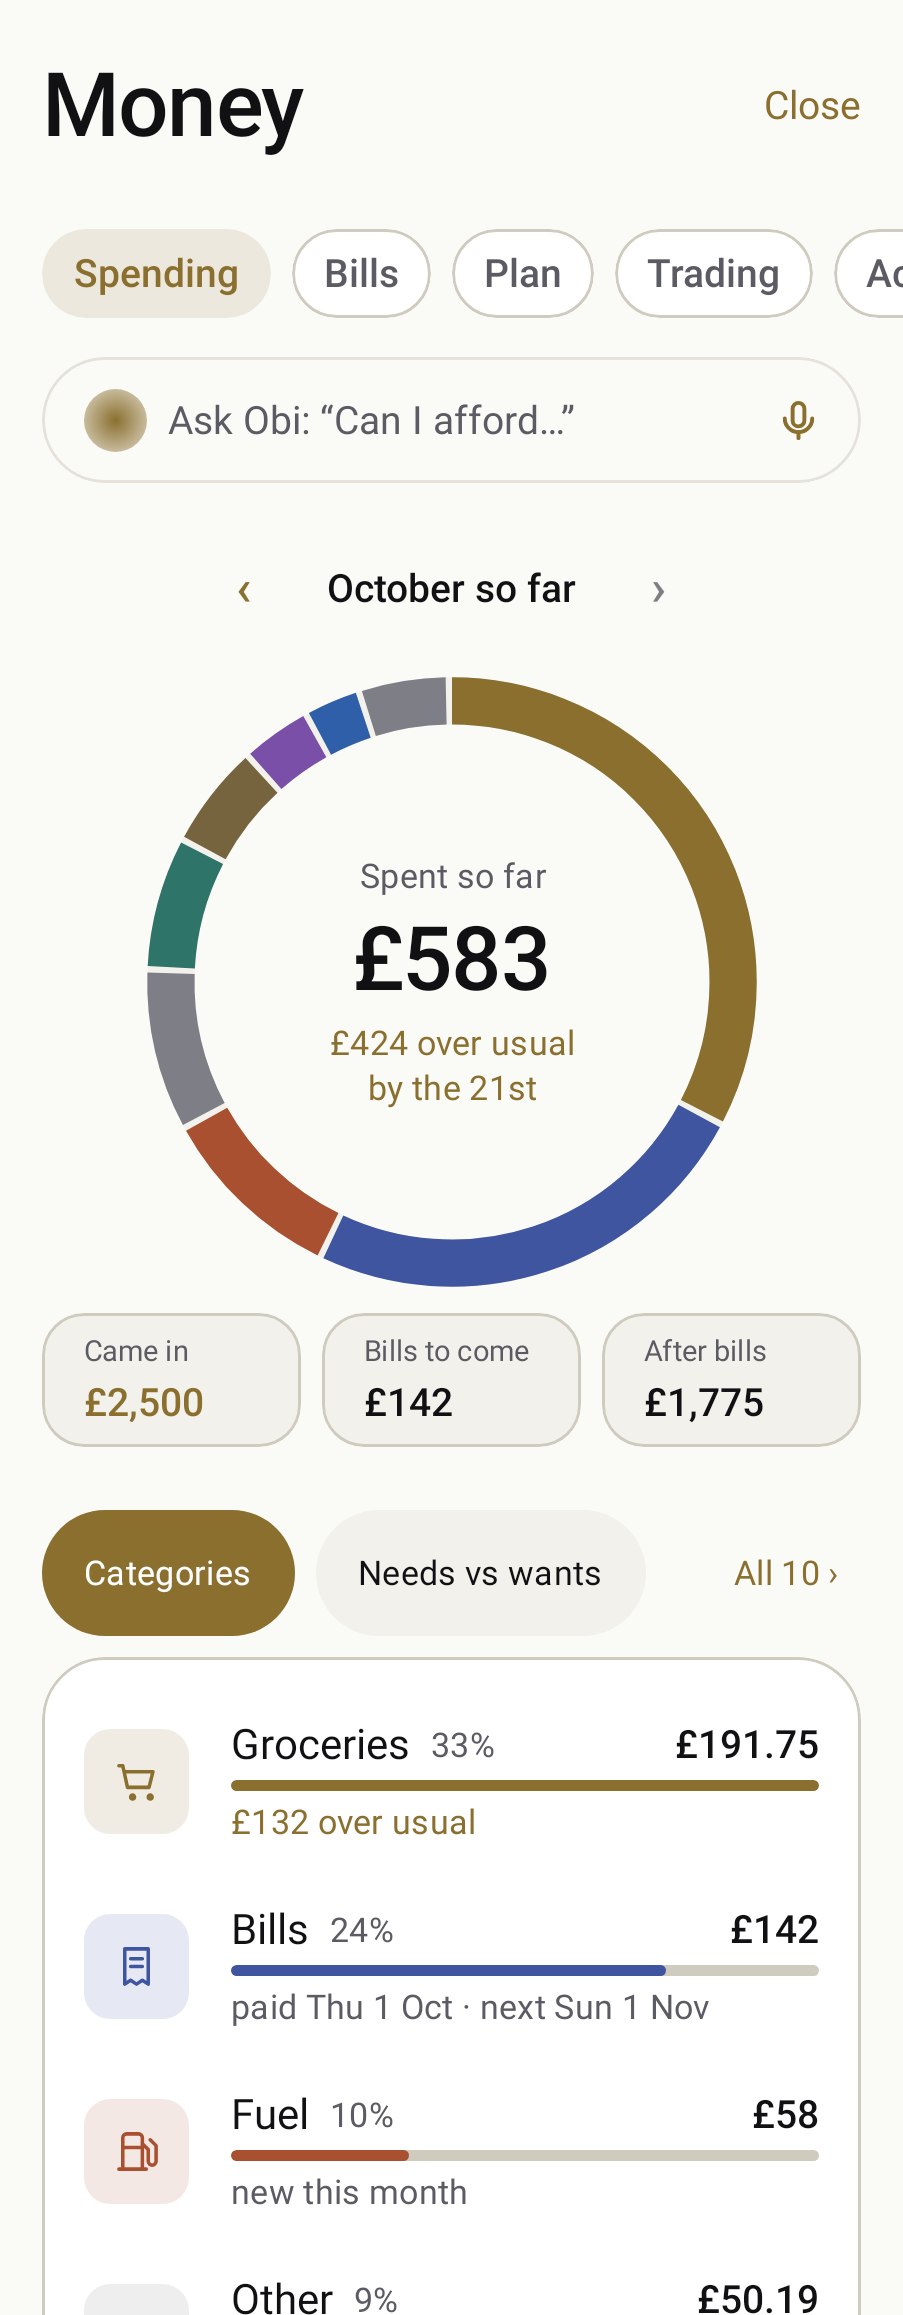 Money
Close
Spending
Bills
Plan
Trading
Ac
Ask Obi: “Can I afford…”
‹ October so far ›
Spent so far
£583
£424 over usual
by the 21st
Came in
£2,500
Bills to come
£142
After bills
£1,775
Categories
Needs vs wants
All 10 ›
Groceries 33% £191.75
£132 over usual
Bills 24% £142
paid Thu 1 Oct · next Sun 1 Nov
Fuel 10% £58
new this month
Other 9% £50.19